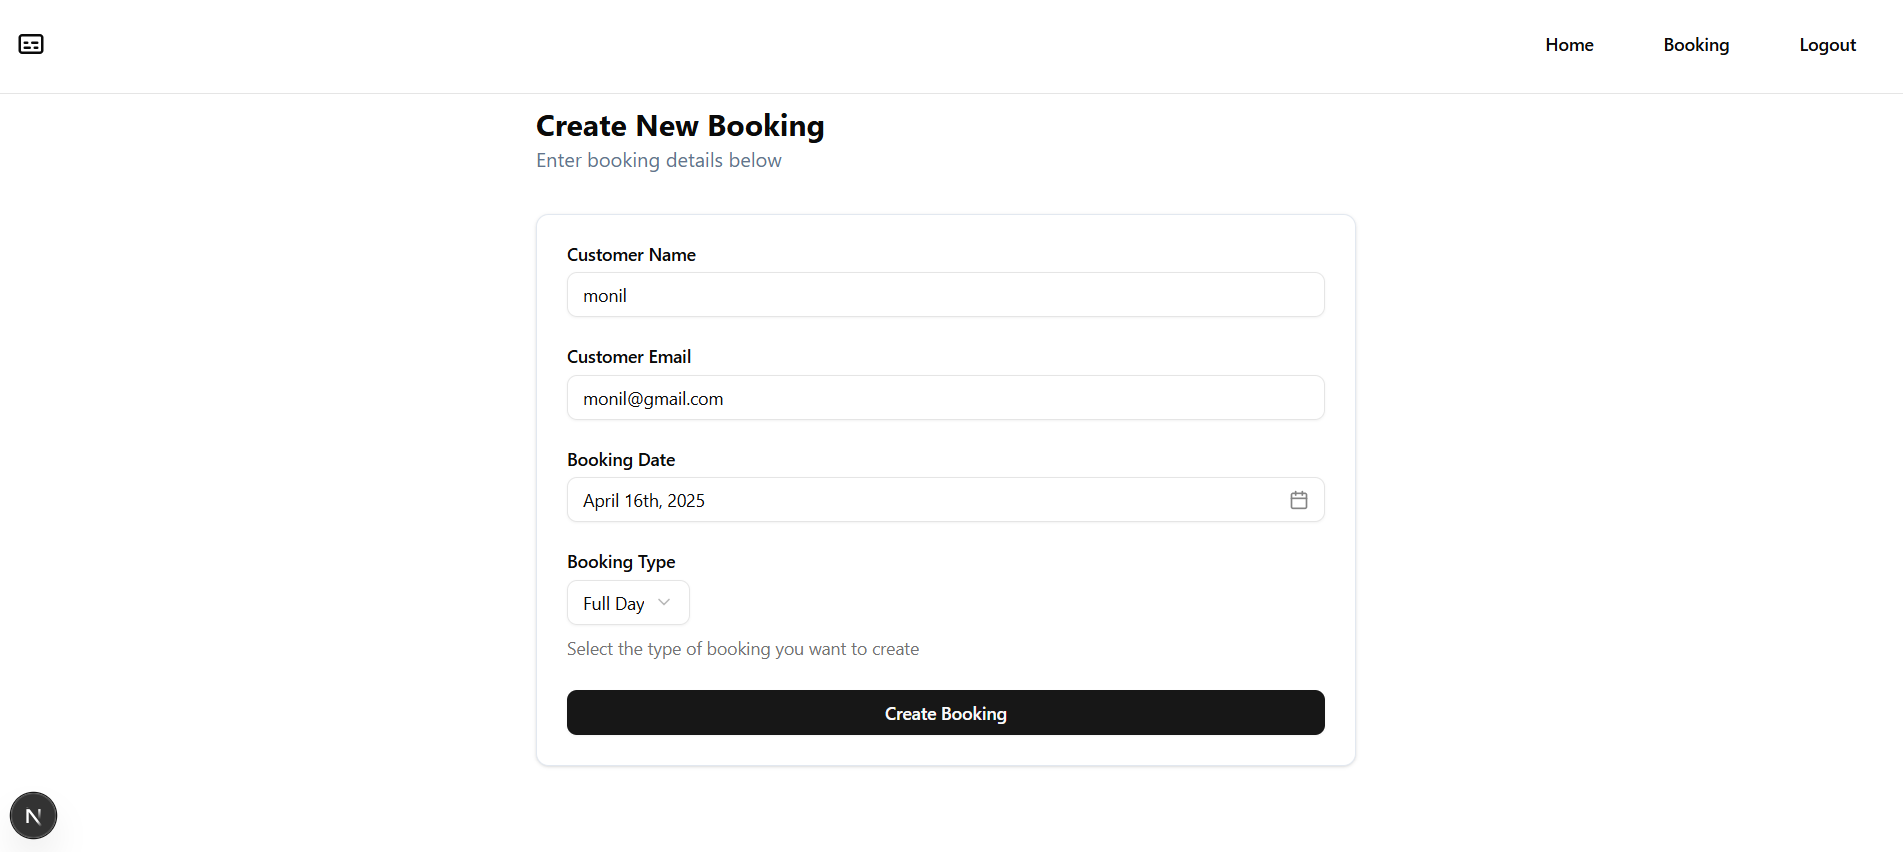 Home Booking Logout
Create New Booking
Enter booking details below
Customer Name
monil
Customer Email
monil@gmail.com
Booking Date
April 16th, 2025
Booking Type
Full Day
Select the type of booking you want to create
Create Booking
N